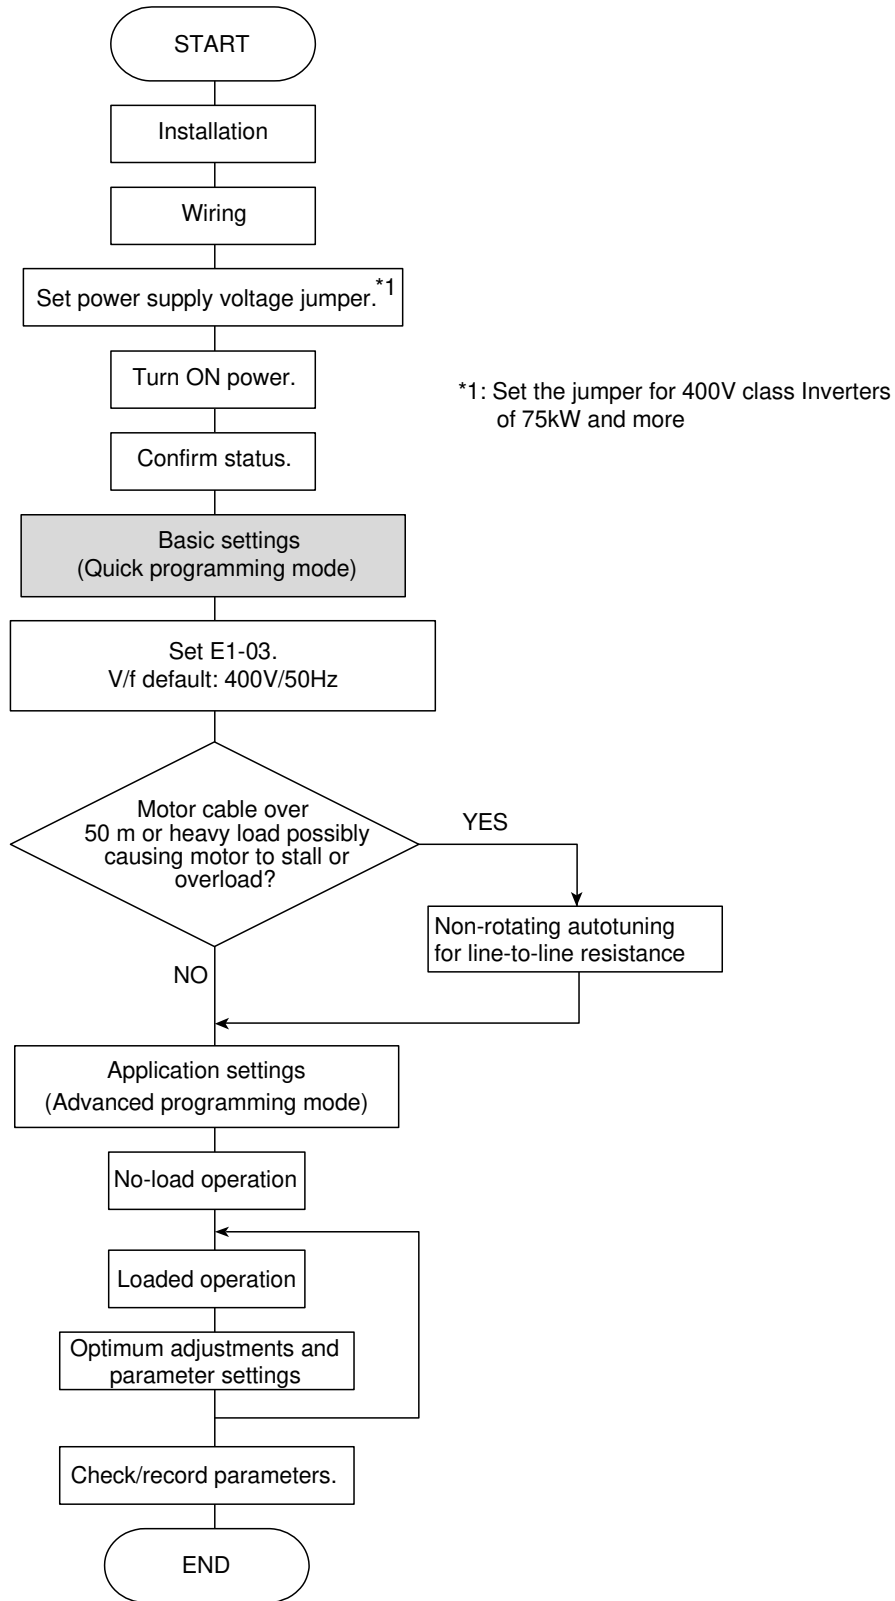 START
Installation
Wiring
Set power supply voltage jumper.*1
Turn ON power.
*1: Set the jumper for 400V class Inverters
of 75kW and more
Confirm status.
Basic settings
(Quick programming mode)
Set E1-03.
V/f default: 400V/50Hz
Motor cable over
50 m or heavy load possibly
causing motor to stall or
overload?
YES
Non-rotating autotuning
for line-to-line resistance
NO
Application settings
(Advanced programming mode)
No-load operation
Loaded operation
Optimum adjustments and
parameter settings
Check/record parameters.
END